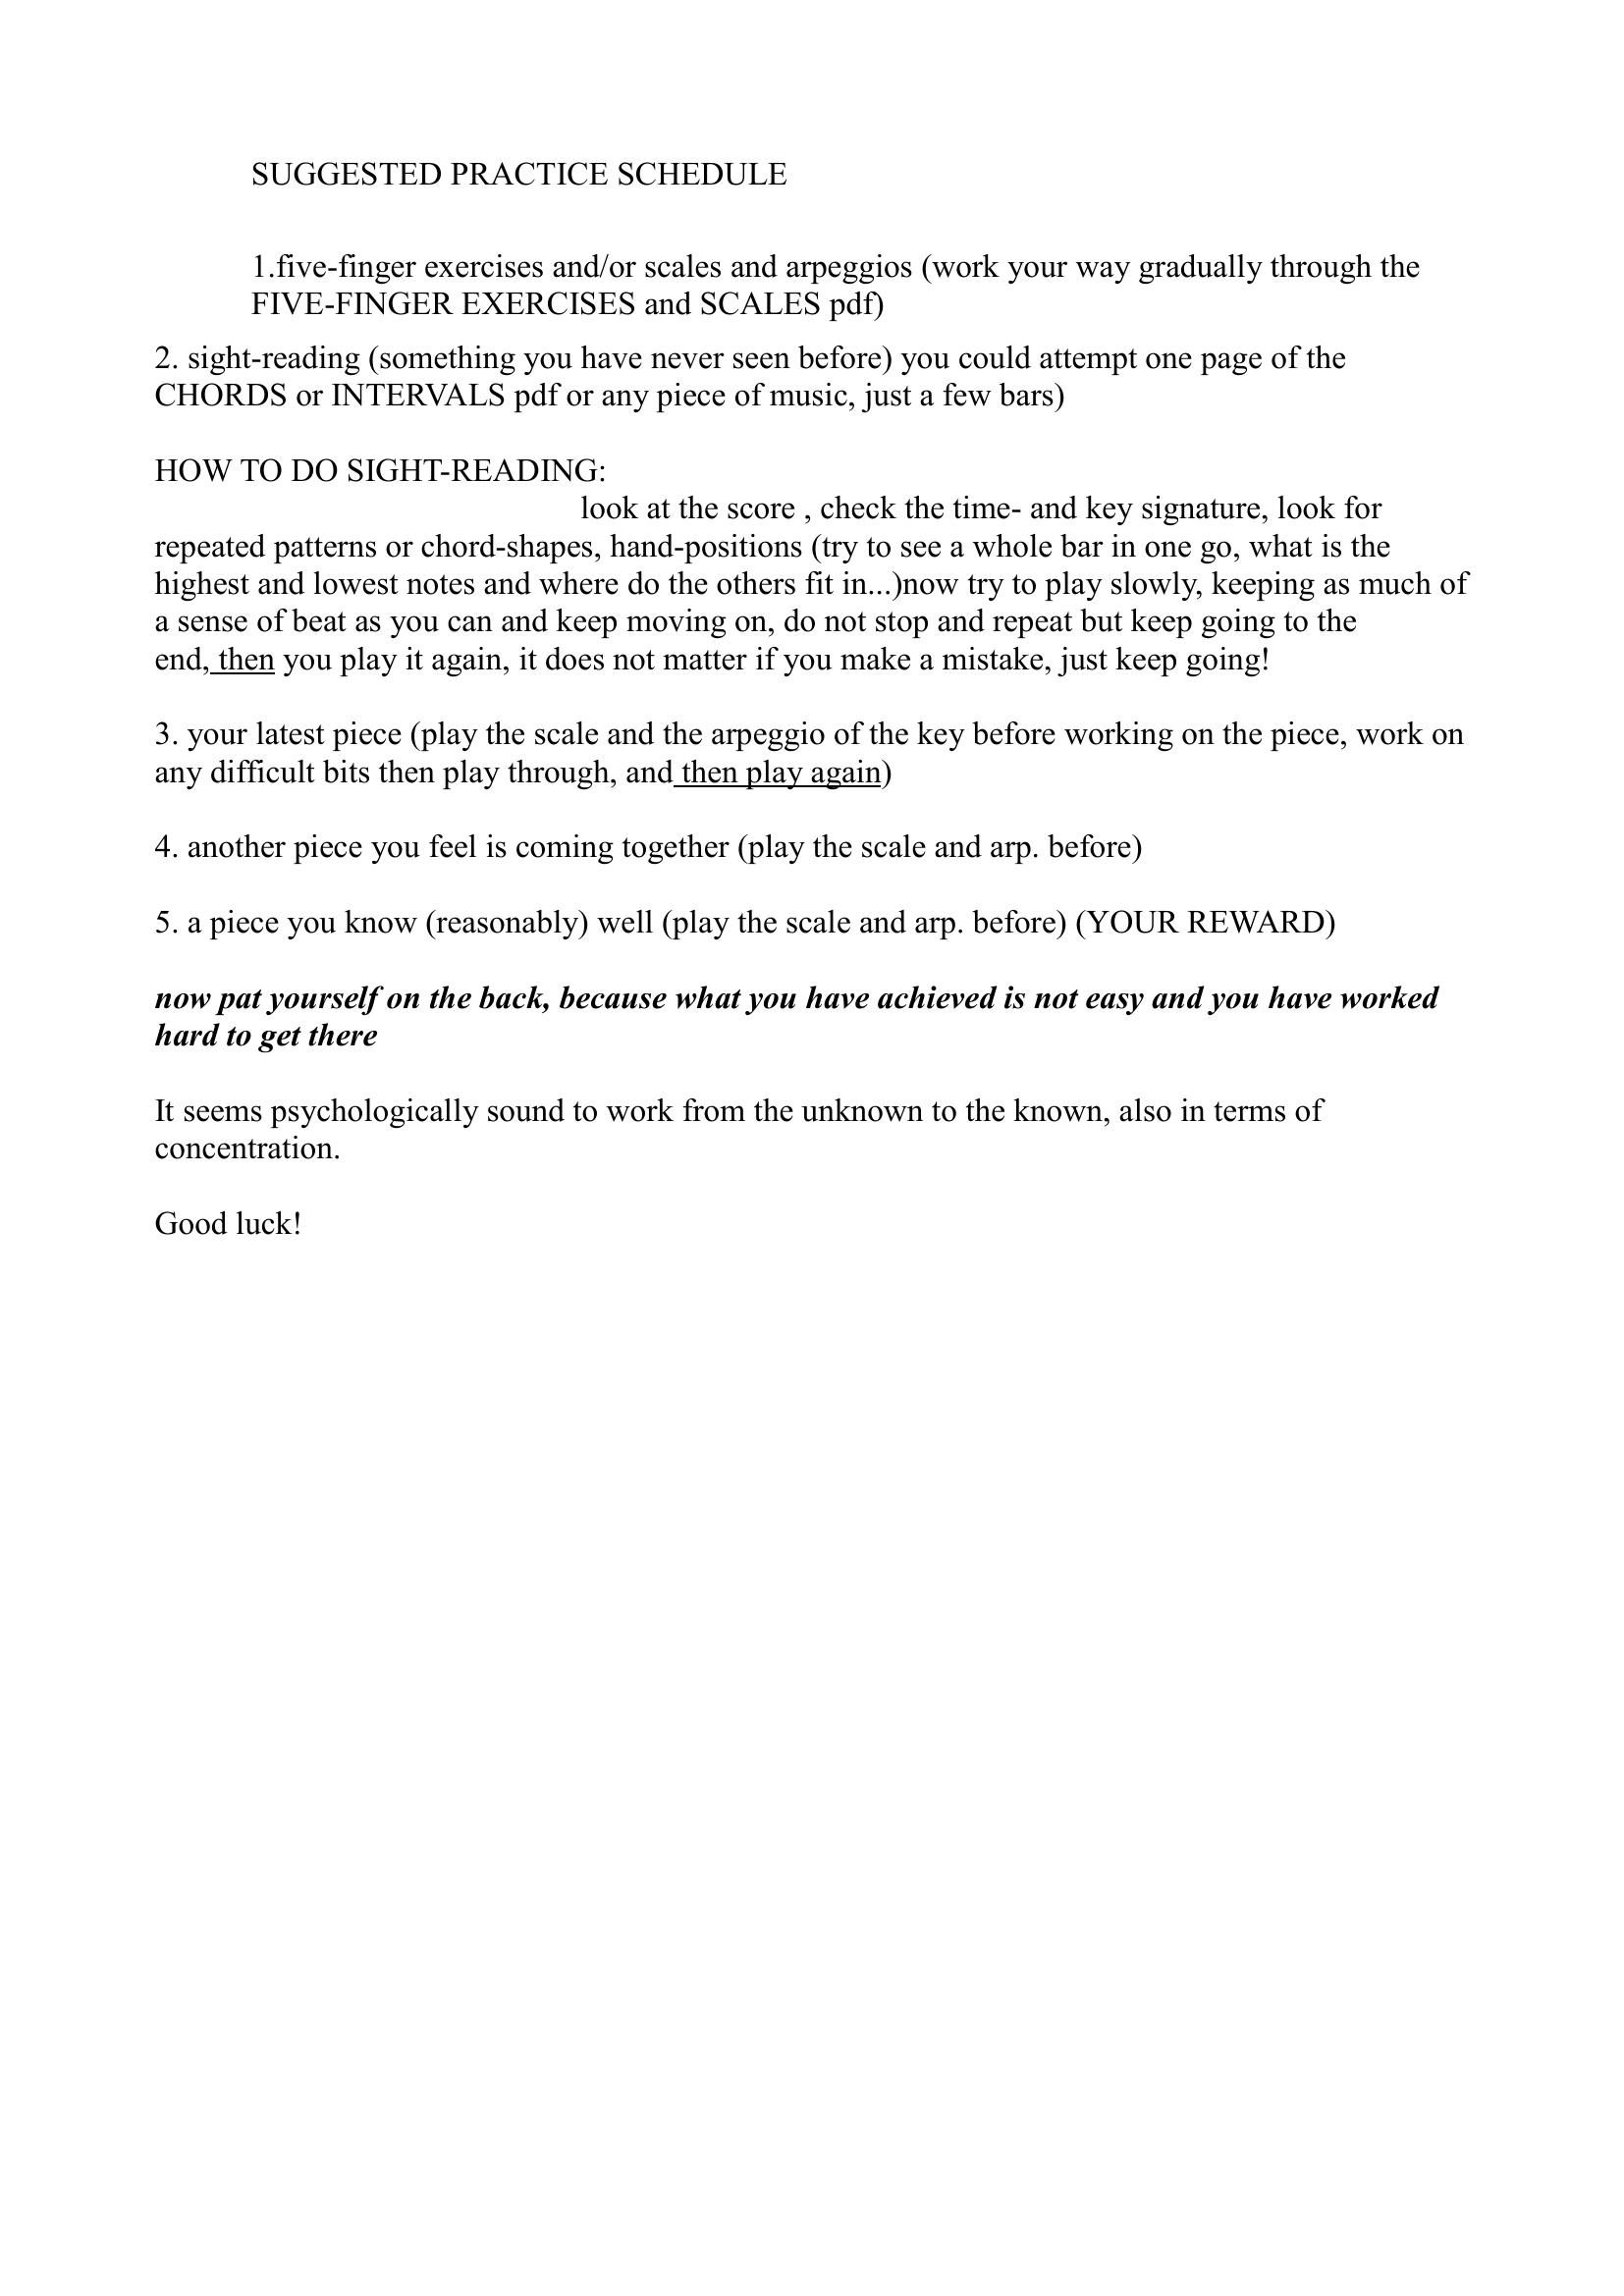 SUGGESTED PRACTICE SCHEDULE
1.five-finger exercises and/or scales and arpeggios (work your way gradually through the
FIVE-FINGER EXERCISES and SCALES pdf)
2. sight-reading (something you have never seen before) you could attempt one page of the
CHORDS or INTERVALS pdf or any piece of music, just a few bars)
HOW TO DO SIGHT-READING:
look at the score , check the time- and key signature, look for
repeated patterns or chord-shapes, hand-positions (try to see a whole bar in one go, what is the
highest and lowest notes and where do the others fit in...)now try to play slowly, keeping as much of
a sense of beat as you can and keep moving on, do not stop and repeat but keep going to the
end, then you play it again, it does not matter if you make a mistake, just keep going!
3. your latest piece (play the scale and the arpeggio of the key before working on the piece, work on
any difficult bits then play through, and then play again)
4. another piece you feel is coming together (play the scale and arp. before)
5. a piece you know (reasonably) well (play the scale and arp. before) (YOUR REWARD)
now pat yourself on the back, because what you have achieved is not easy and you have worked
hard to get there
It seems psychologically sound to work from the unknown to the known, also in terms of
concentration.
Good luck!